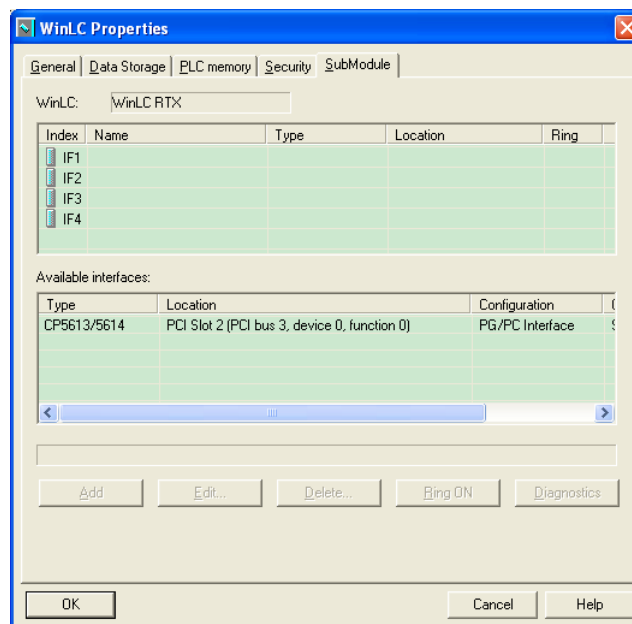 WinLC Properties
General Data Storage PLC memory Security SubModule
WinLC: WinLC RTX
Index Name Type Location Ring
IF1
IF2
IF3
IF4
Available interfaces:
Type Location Configuration
CP5613/5614 PCI Slot 2 (PCI bus 3, device 0, function 0) PG/PC Interface
Add Edit... Delete... Ring ON Diagnostics
OK Cancel Help